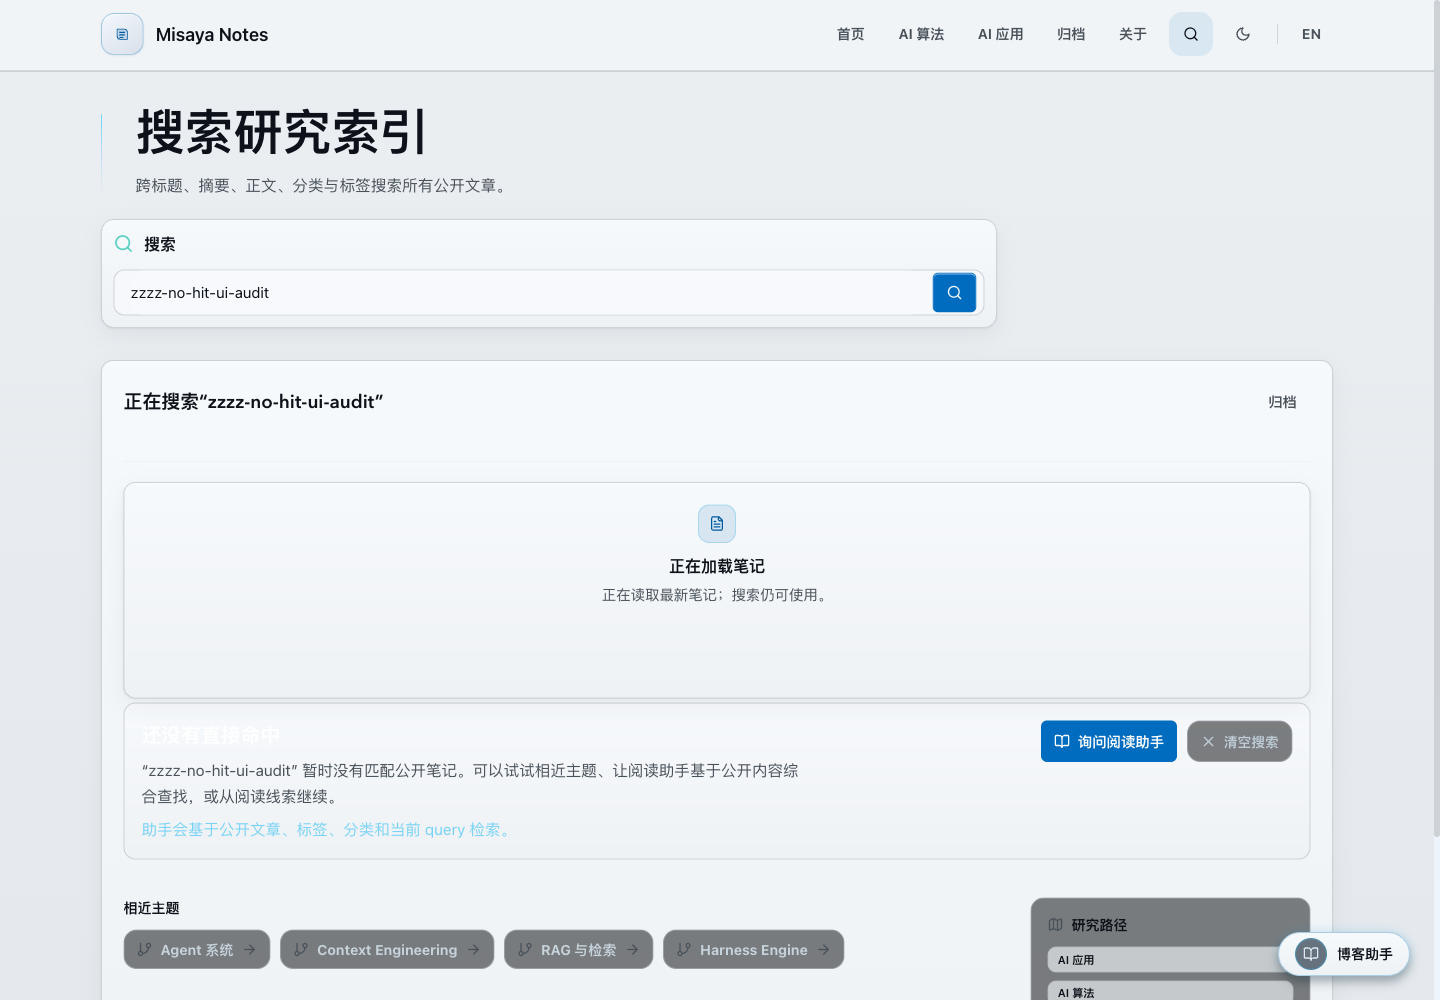 Misaya Notes
首页 AI 算法 AI 应用 归档 关于 EN
搜索研究索引
跨标题、摘要、正文、分类与标签搜索所有公开文章。
搜索
zzzz-no-hit-ui-audit
正在搜索“zzzz-no-hit-ui-audit”
归档
正在加载笔记
正在读取最新笔记；搜索仍可使用。
还没有直接命中
询问阅读助手 清空搜索
“zzzz-no-hit-ui-audit” 暂时没有匹配公开笔记。可以试试相近主题、让阅读助手基于公开内容综
合查找，或从阅读线索继续。
助手会基于公开文章、标签、分类和当前 query 检索。
相近主题
Agent 系统 Context Engineering RAG 与检索 Harness Engine
研究路径
AI 应用
AI 算法
博客助手